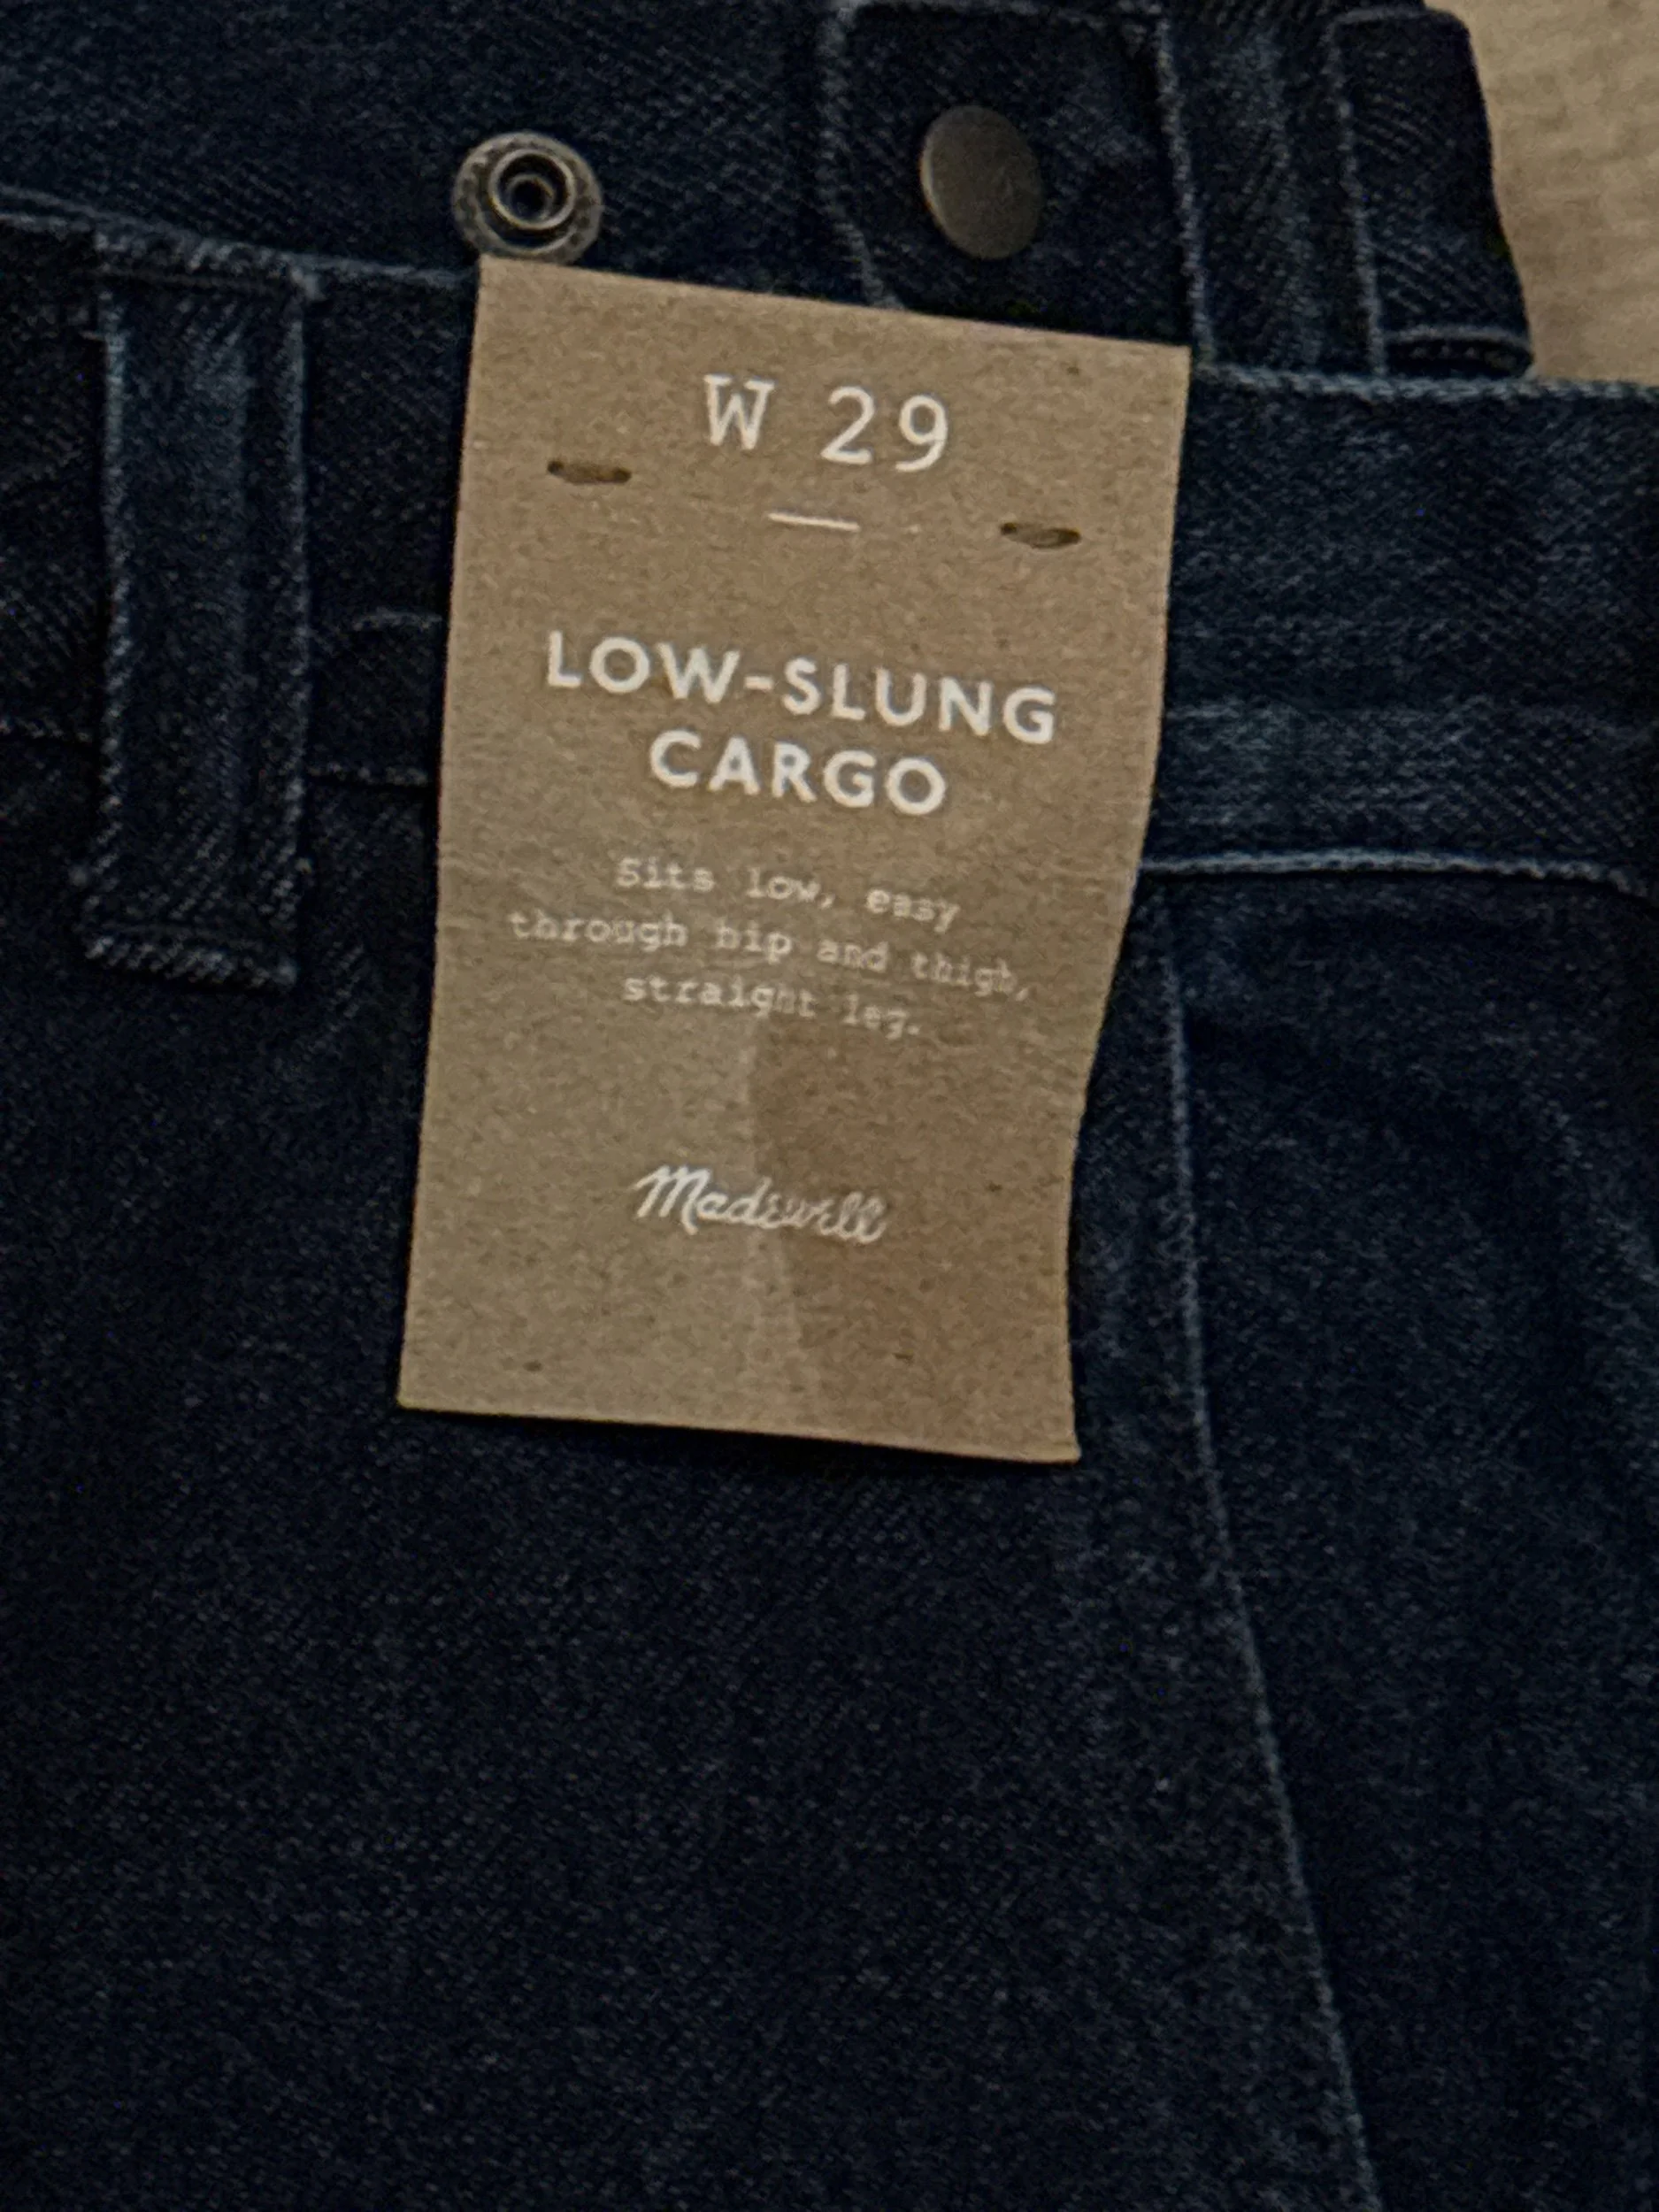 W 29
LOW-SLUNG
CARGO
Sits low, easy
through hip and thigh,
straight leg.
Madewell